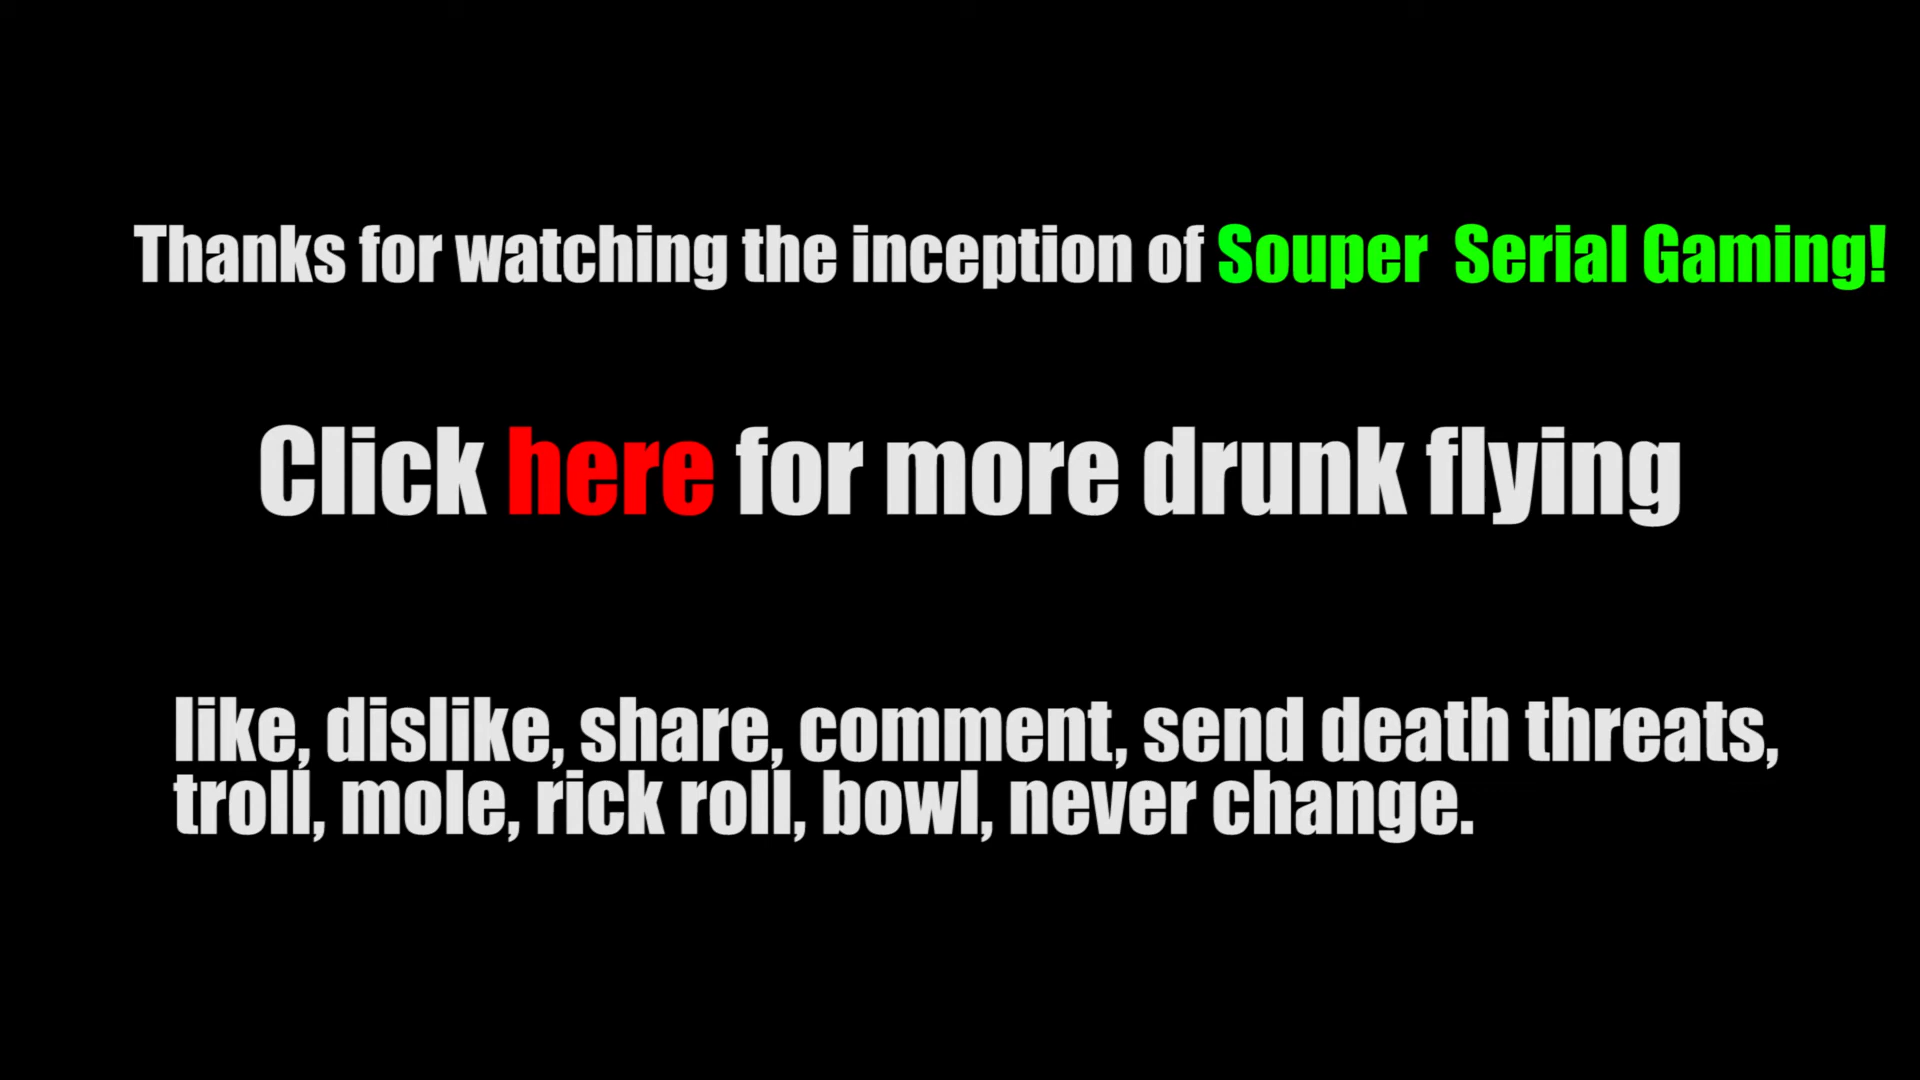 Thanks for watching the inception of Souper  Serial Gaming!
Click here for more drunk flying
like, dislike, share, comment, send death threats,
troll, mole, rick roll, bowl, never change.